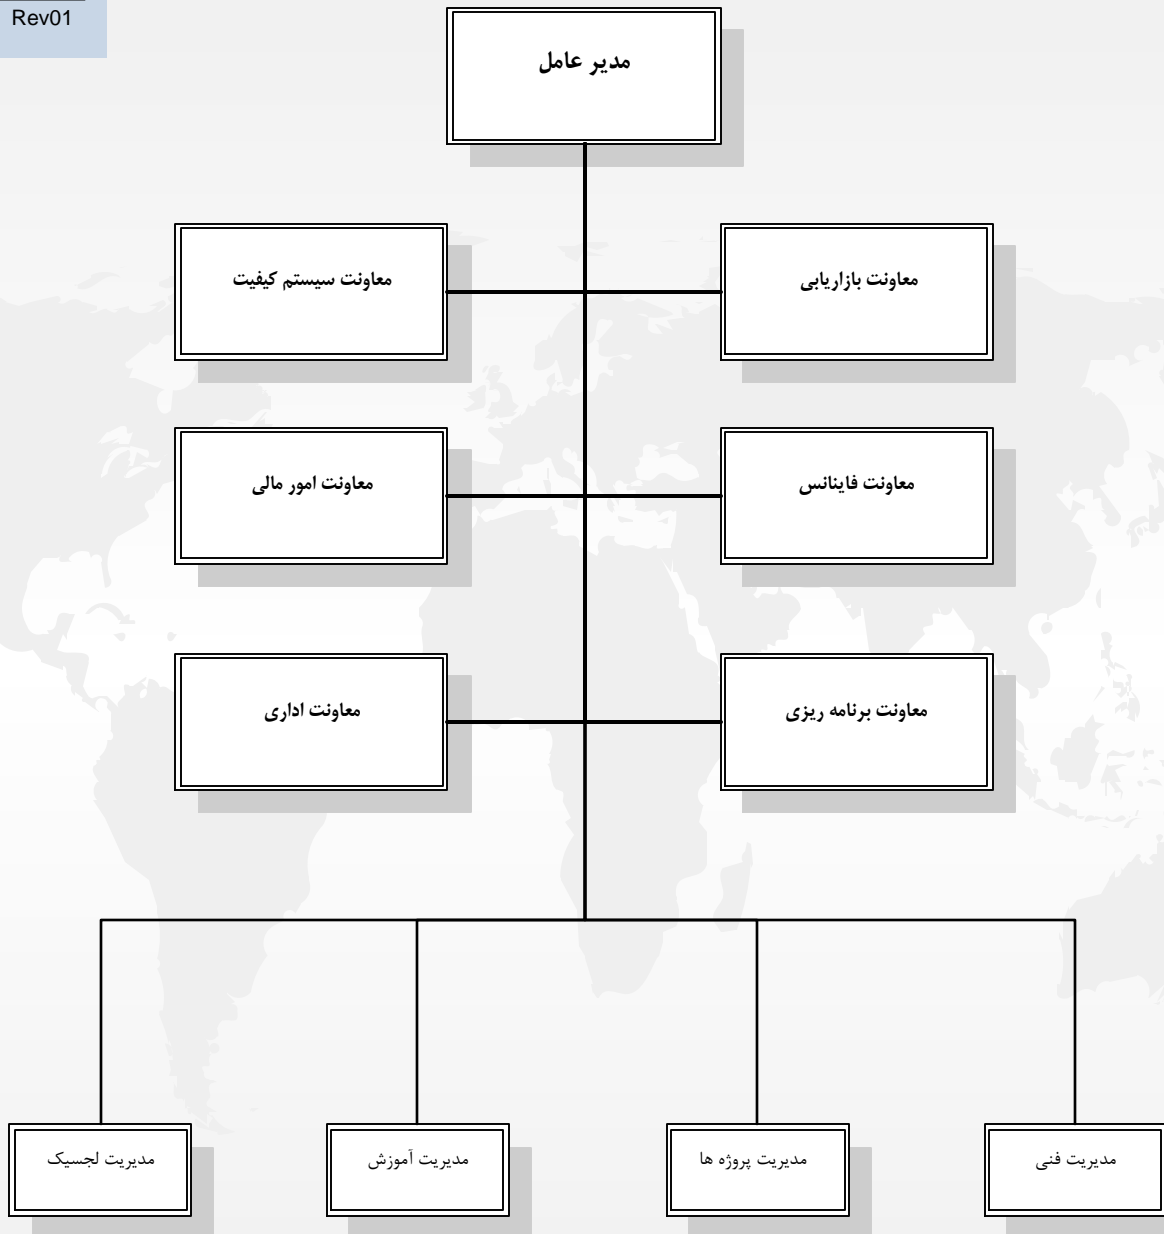 Rev01
مدیر عامل
معاونت بازاریابی
معاونت سیستم کیفیت
معاونت فاینانس
معاونت امور مالی
معاونت برنامه ریزی
معاونت اداری
مدیریت فنی
مدیریت پروژه ها
مدیریت آموزش
مدیریت لجسیک